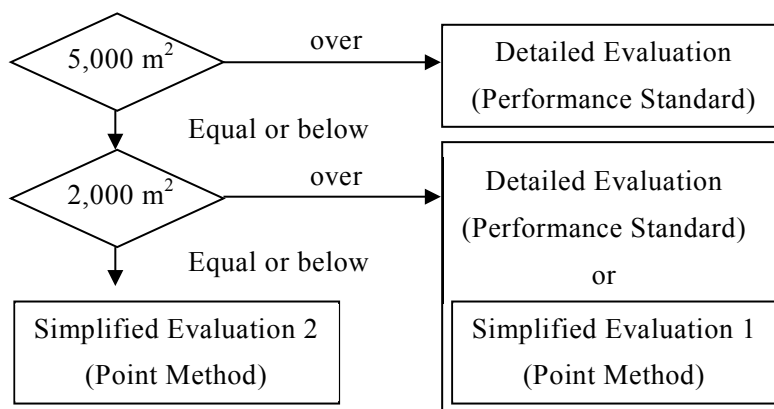 5,000 m²
over
Detailed Evaluation
(Performance Standard)
Equal or below
2,000 m²
over
Detailed Evaluation
(Performance Standard)
or
Simplified Evaluation 1
(Point Method)
Equal or below
Simplified Evaluation 2
(Point Method)